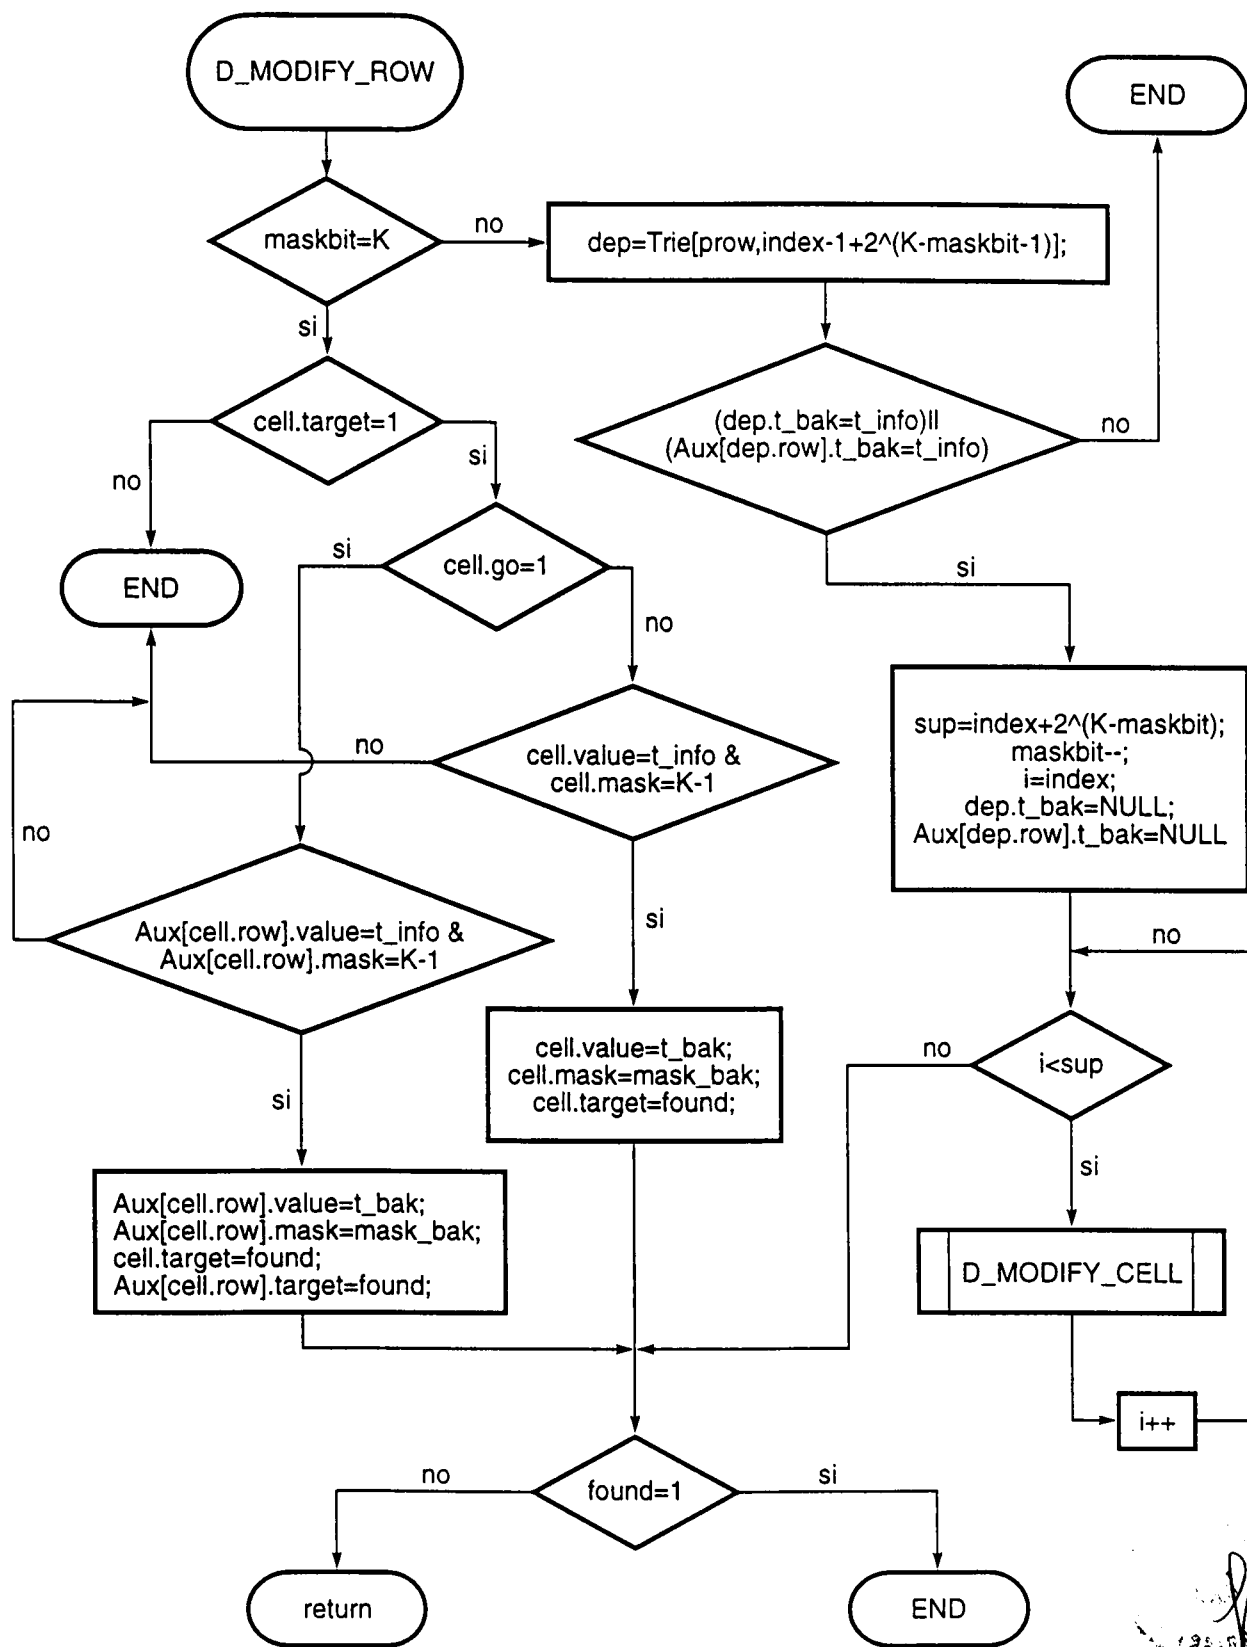 D_MODIFY_ROW
END
maskbit=K
no
dep=Trie[prow,index-1+2^(K-maskbit-1)];
si
cell.target=1
(dep.t_bak=t_info)||
(Aux[dep.row].t_bak=t_info)
no
si
no
cell.go=1
si
END
si
no
sup=index+2^(K-maskbit);
maskbit--;
i=index;
dep.t_bak=NULL;
Aux[dep.row].t_bak=NULL
cell.value=t_info &
cell.mask=K-1
no
no
Aux[cell.row].value=t_info &
Aux[cell.row].mask=K-1
si
no
cell.value=t_bak;
cell.mask=mask_bak;
cell.target=found;
i<sup
no
si
si
Aux[cell.row].value=t_bak;
Aux[cell.row].mask=mask_bak;
cell.target=found;
Aux[cell.row].target=found;
D_MODIFY_CELL
i++
found=1
no
si
return
END